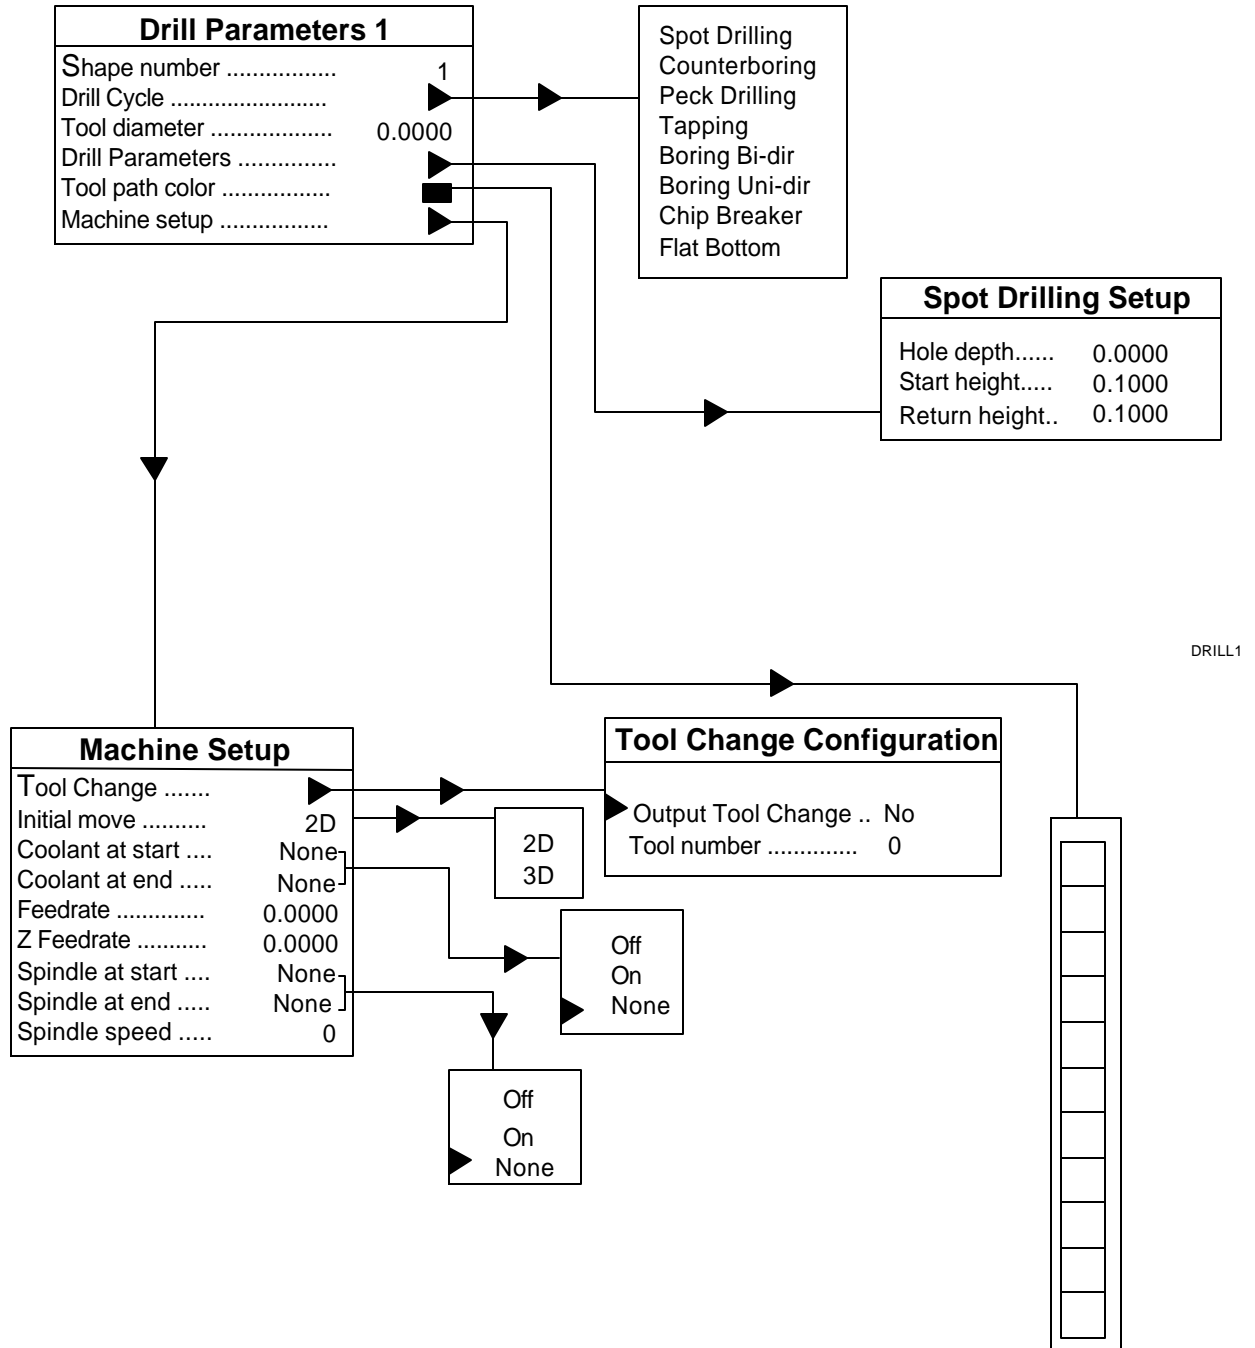 Drill Parameters 1
Shape number ................. 1
Drill Cycle .........................
Tool diameter ................... 0.0000
Drill Parameters ...............
Tool path color .................
Machine setup .................
Spot Drilling
Counterboring
Peck Drilling
Tapping
Boring Bi-dir
Boring Uni-dir
Chip Breaker
Flat Bottom
Spot Drilling Setup
Hole depth...... 0.0000
Start height..... 0.1000
Return height.. 0.1000
DRILL1
Machine Setup
Tool Change .......
Initial move .......... 2D
Coolant at start .... None
Coolant at end ..... None
Feedrate .............. 0.0000
Z Feedrate ........... 0.0000
Spindle at start .... None
Spindle at end ..... None
Spindle speed ..... 0
Tool Change Configuration
Output Tool Change .. No
Tool number .............. 0
2D
3D
Off
On
None
Off
On
None